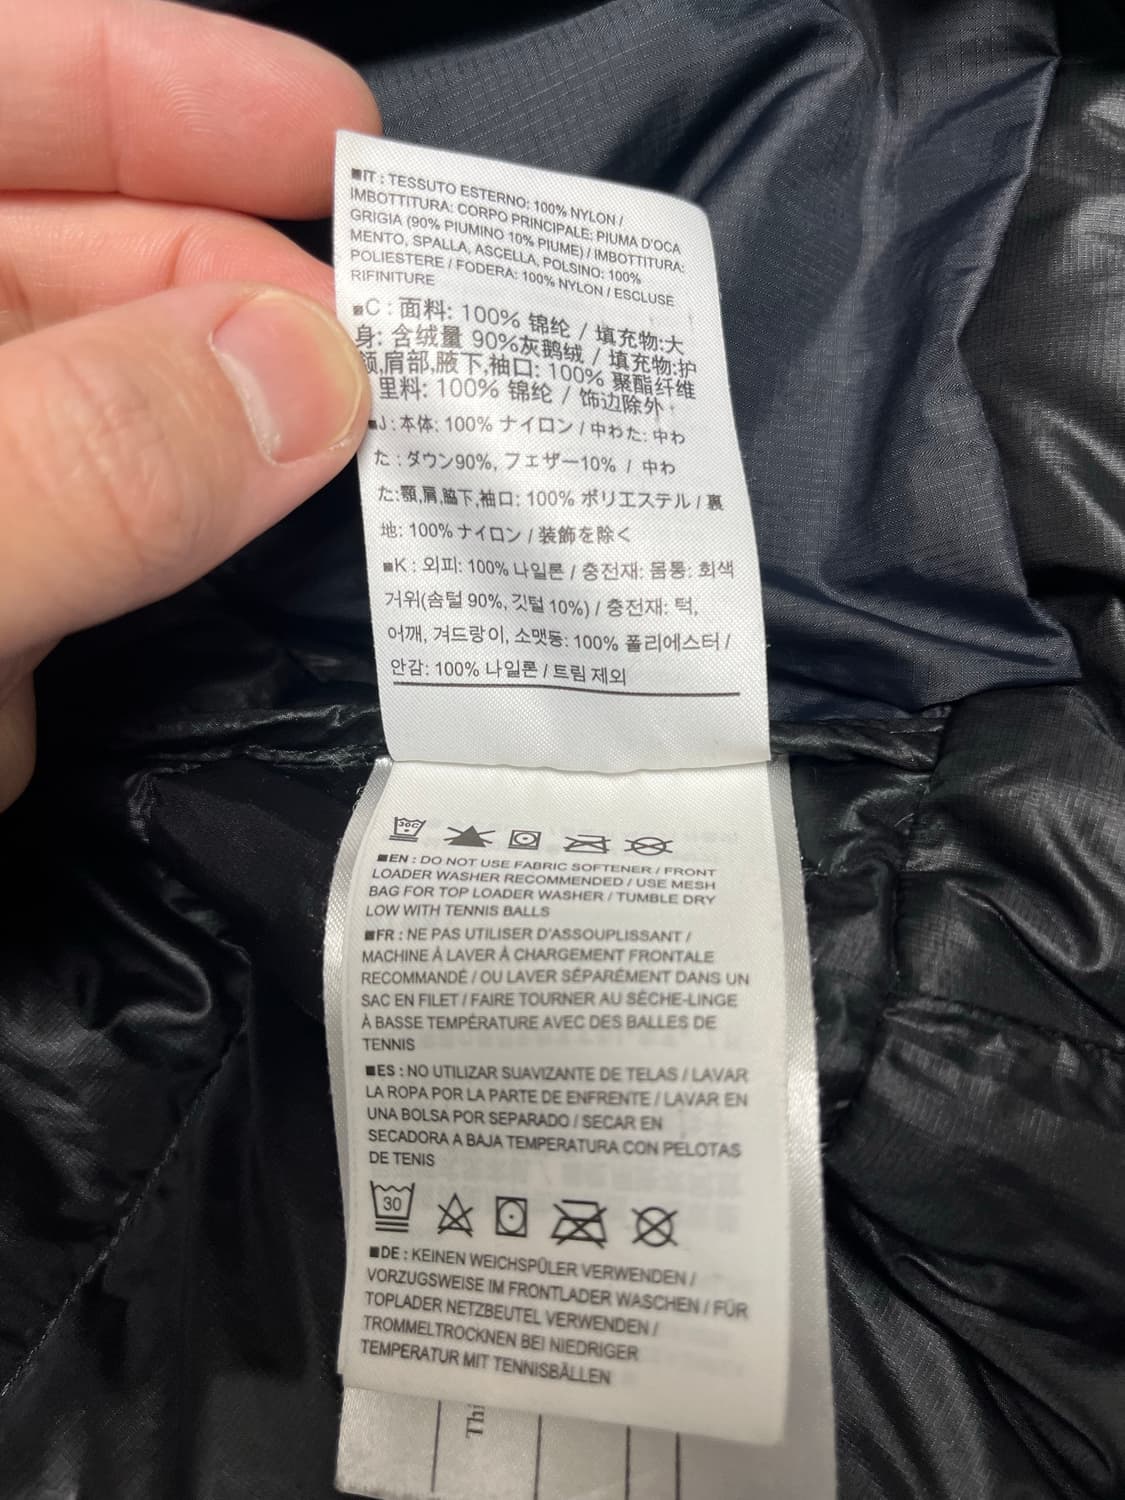 ■IT : TESSUTO ESTERNO: 100% NYLON /
IMBOTTITURA: CORPO PRINCIPALE: PIUMA D'OCA
GRIGIA (90% PIUMINO 10% PIUME) / IMBOTTITURA:
MENTO, SPALLA, ASCELLA, POLSINO: 100%
POLIESTERE / FODERA: 100% NYLON / ESCLUSE
RIFINITURE
■C : 面料: 100% 锦纶 / 填充物:大
身: 含绒量 90%灰鹅绒 / 填充物:护
颏,肩部,腋下,袖口: 100% 聚酯纤维
里料: 100% 锦纶 / 饰边除外
■J : 本体: 100% ナイロン / 中わた: 中わ
た : ダウン90%, フェザー10% / 中わ
た:顎,肩,脇下,袖口: 100% ポリエステル / 裏
地: 100% ナイロン / 装飾を除く
■K : 외피: 100% 나일론 / 충전재: 몸통: 회색
거위(솜털 90%, 깃털 10%) / 충전재: 턱,
어깨, 겨드랑이, 소맷동: 100% 폴리에스터 /
안감: 100% 나일론 / 트림 제외
30C
■EN : DO NOT USE FABRIC SOFTENER / FRONT
LOADER WASHER RECOMMENDED / USE MESH
BAG FOR TOP LOADER WASHER / TUMBLE DRY
LOW WITH TENNIS BALLS
■FR : NE PAS UTILISER D'ASSOUPLISSANT /
MACHINE À LAVER À CHARGEMENT FRONTALE
RECOMMANDÉ / OU LAVER SÉPARÉMENT DANS UN
SAC EN FILET / FAIRE TOURNER AU SÈCHE-LINGE
À BASSE TEMPÉRATURE AVEC DES BALLES DE
TENNIS
■ES : NO UTILIZAR SUAVIZANTE DE TELAS / LAVAR
LA ROPA POR LA PARTE DE ENFRENTE / LAVAR EN
UNA BOLSA POR SEPARADO / SECAR EN
SECADORA A BAJA TEMPERATURA CON PELOTAS
DE TENIS
30
■DE : KEINEN WEICHSPÜLER VERWENDEN /
VORZUGSWEISE IM FRONTLADER WASCHEN / FÜR
TOPLADER NETZBEUTEL VERWENDEN /
TROMMELTROCKNEN BEI NIEDRIGER
TEMPERATUR MIT TENNISBÄLLEN